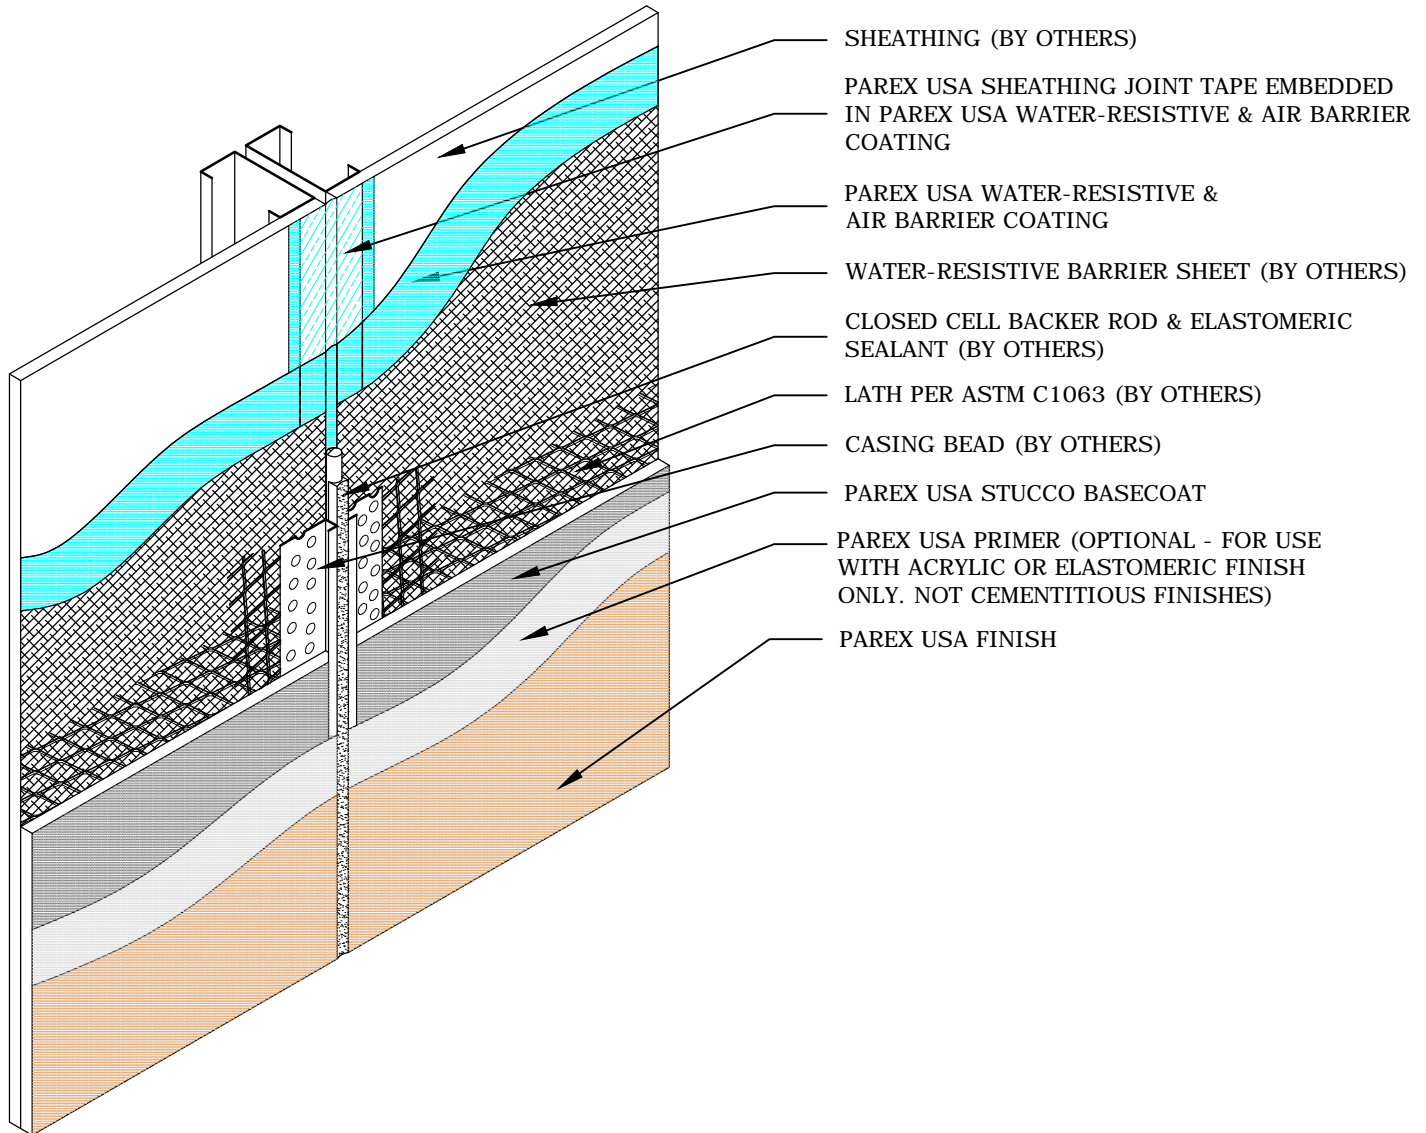 SHEATHING (BY OTHERS)
PAREX USA SHEATHING JOINT TAPE EMBEDDED
IN PAREX USA WATER-RESISTIVE & AIR BARRIER
COATING
PAREX USA WATER-RESISTIVE &
AIR BARRIER COATING
WATER-RESISTIVE BARRIER SHEET (BY OTHERS)
CLOSED CELL BACKER ROD & ELASTOMERIC
SEALANT (BY OTHERS)
LATH PER ASTM C1063 (BY OTHERS)
CASING BEAD (BY OTHERS)
PAREX USA STUCCO BASECOAT
PAREX USA PRIMER (OPTIONAL - FOR USE
WITH ACRYLIC OR ELASTOMERIC FINISH
ONLY. NOT CEMENTITIOUS FINISHES)
PAREX USA FINISH